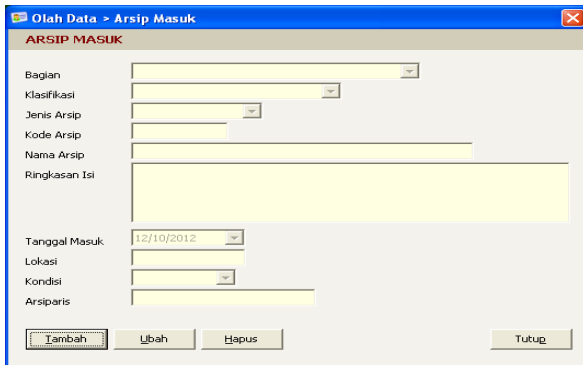 Olah Data > Arsip Masuk
ARSIP MASUK
Bagian
Klasifikasi
Jenis Arsip
Kode Arsip
Nama Arsip
Ringkasan Isi
Tanggal Masuk 12/10/2012
Lokasi
Kondisi
Arsiparis
Tambah Ubah Hapus Tutup